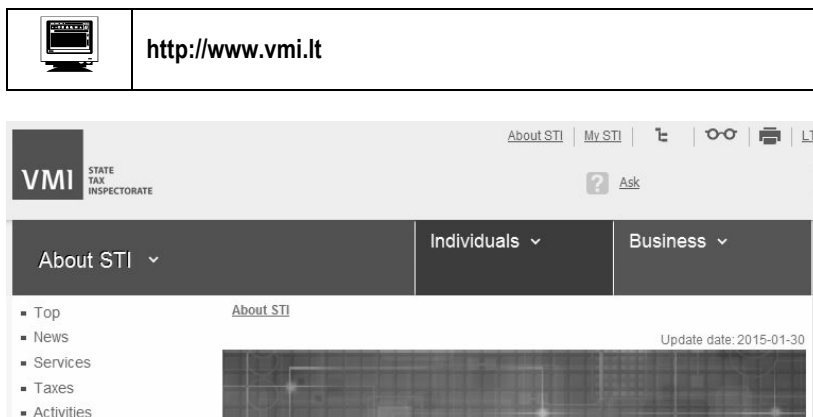 http://www.vmi.lt
About STI My STI LT
VMI STATE
TAX
INSPECTORATE
? Ask
About STI Individuals Business
Top
About STI
News
Update date: 2015-01-30
Services
Taxes
Activities